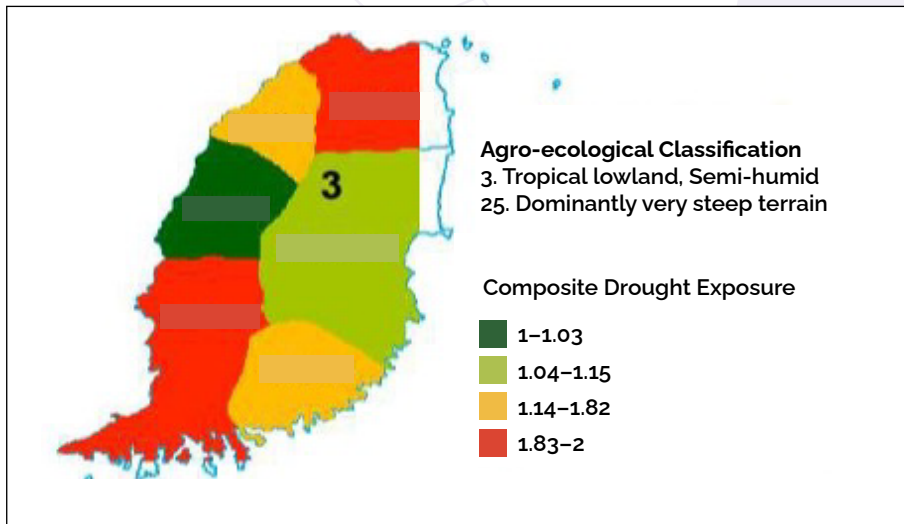 3
Agro-ecological Classification
3. Tropical lowland, Semi-humid
25. Dominantly very steep terrain
Composite Drought Exposure
1–1.03
1.04–1.15
1.14–1.82
1.83–2